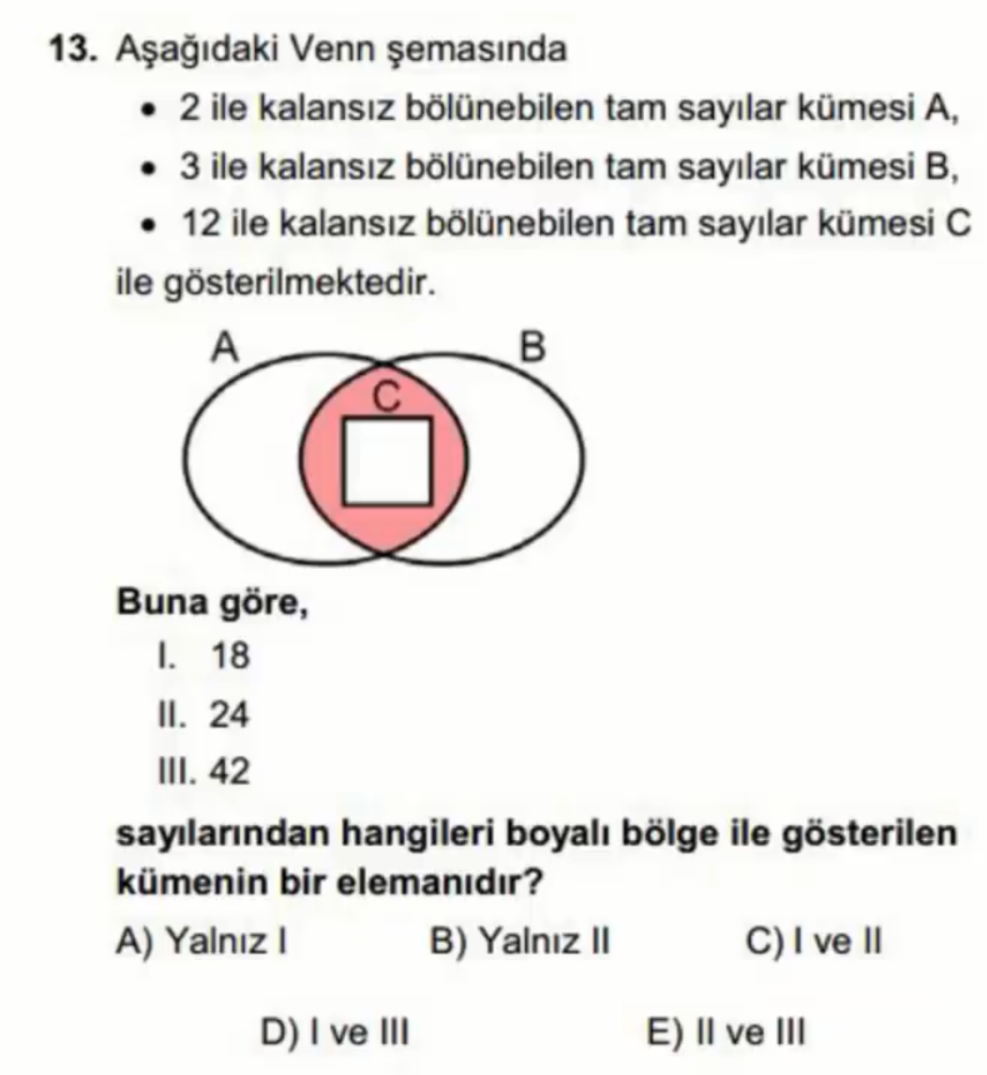 13. Aşağıdaki Venn şemasında
• 2 ile kalansız bölünebilen tam sayılar kümesi A,
• 3 ile kalansız bölünebilen tam sayılar kümesi B,
• 12 ile kalansız bölünebilen tam sayılar kümesi C
ile gösterilmektedir.
A B
C
Buna göre,
I. 18
II. 24
III. 42
sayılarından hangileri boyalı bölge ile gösterilen
kümenin bir elemanıdır?
A) Yalnız I B) Yalnız II C) I ve II
D) I ve III E) II ve III